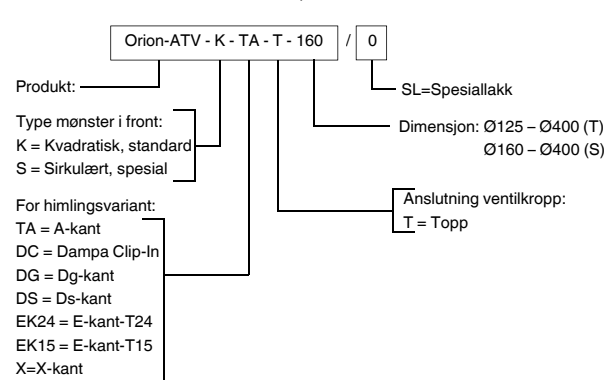 Orion-ATV - K - TA - T - 160 / 0
Produkt:
SL=Spesiallakk
Type mønster i front:
K = Kvadratisk, standard
S = Sirkulært, spesial
Dimensjon: Ø125 – Ø400 (T)
Ø160 – Ø400 (S)
Anslutning ventilkropp:
T = Topp
For himlingsvariant:
TA = A-kant
DC = Dampa Clip-In
DG = Dg-kant
DS = Ds-kant
EK24 = E-kant-T24
EK15 = E-kant-T15
X=X-kant